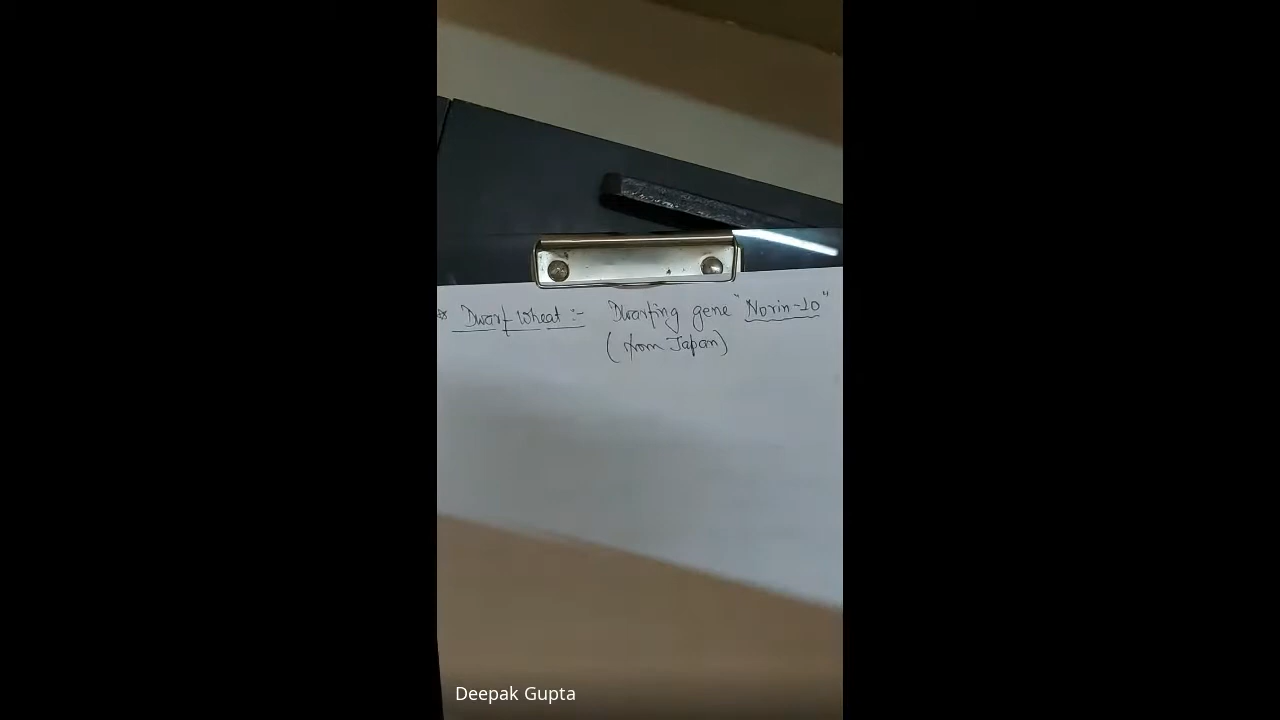 * Dwarf Wheat :- Dwarfing gene "Norin-10"
(from Japan)
Deepak Gupta